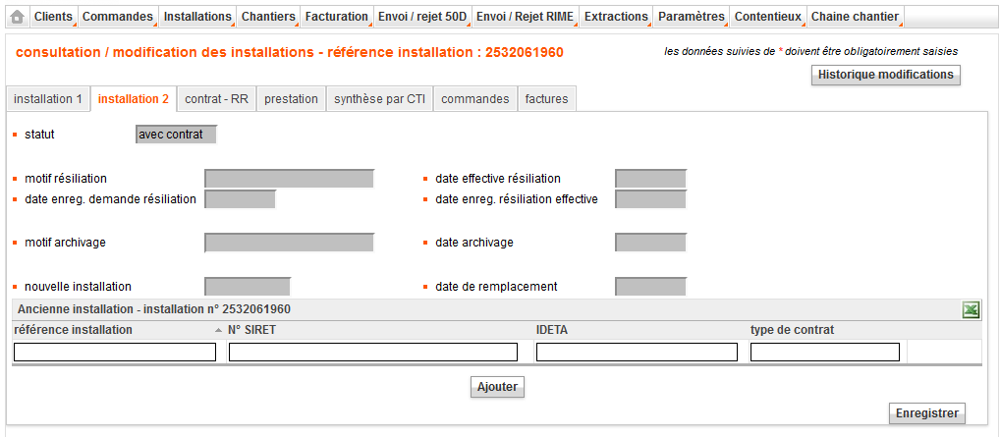 Clients Commandes Installations Chantiers Facturation Envoi / rejet 50D Envoi / Rejet RIME Extractions Paramètres Contentieux Chaine chantier
consultation / modification des installations - référence installation : 2532061960
les données suivies de * doivent être obligatoirement saisies
Historique modifications
installation 1 installation 2 contrat - RR prestation synthèse par CTI commandes factures
statut avec contrat
motif résiliation date effective résiliation
date enreg. demande résiliation date enreg. résiliation effective
motif archivage date archivage
nouvelle installation date de remplacement
Ancienne installation - installation n° 2532061960
référence installation N° SIRET IDETA type de contrat
Ajouter
Enregistrer